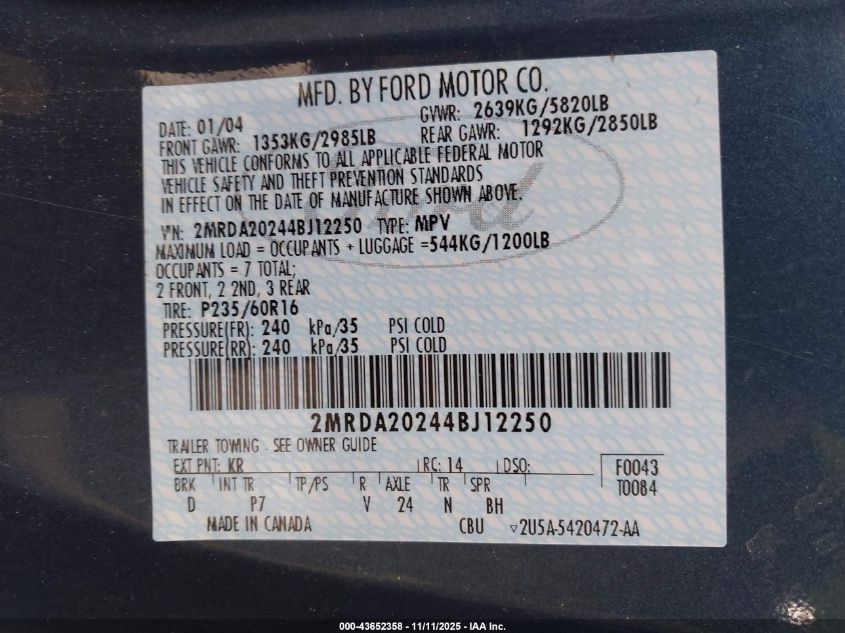 MFD. BY FORD MOTOR CO.
DATE: 01/04 GVWR: 2639KG/5820LB
FRONT GAWR: 1353KG/2985LB REAR GAWR: 1292KG/2850LB
THIS VEHICLE CONFORMS TO ALL APPLICABLE FEDERAL MOTOR
VEHICLE SAFETY AND THEFT PREVENTION STANDARDS
IN EFFECT ON THE DATE OF MANUFACTURE SHOWN ABOVE.
VIN: 2MRDA20244BJ12250 TYPE: MPV
MAXIMUM LOAD = OCCUPANTS + LUGGAGE =544KG/1200LB
OCCUPANTS = 7 TOTAL;
2 FRONT, 2 2ND, 3 REAR
TIRE: P235/60R16
PRESSURE(FR): 240 kPa/35 PSI COLD
PRESSURE(RR): 240 kPa/35 PSI COLD
2MRDA20244BJ12250
TRAILER TOWING - SEE OWNER GUIDE
EXT PNT: KR RC: 14 DSO: F0043
BRK INT TR TP/PS R AXLE TR SPR T0084
D P7 V 24 N BH
MADE IN CANADA CBU ▽2U5A-5420472-AA
Ford
000-43652358 - 11/11/2025 - IAA Inc.